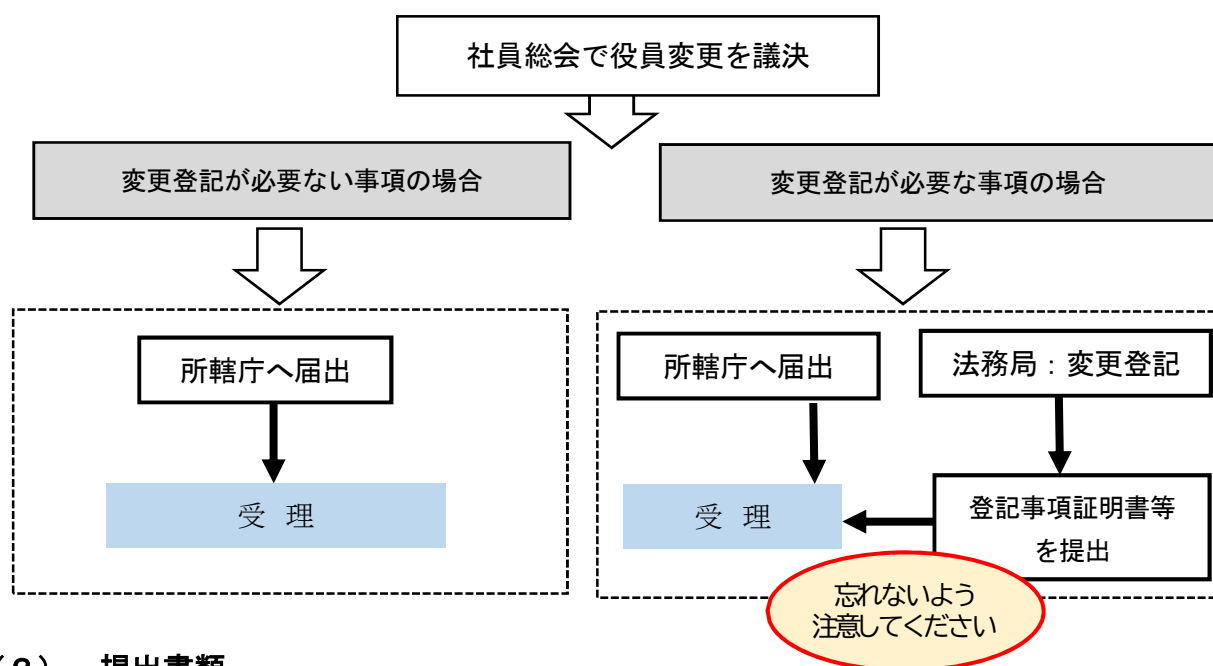 社員総会で役員変更を議決
変更登記が必要ない事項の場合
変更登記が必要な事項の場合
所轄庁へ届出
受 理
所轄庁へ届出
法務局：変更登記
受 理
登記事項証明書等
を提出
忘れないよう
注意してください
提出書類